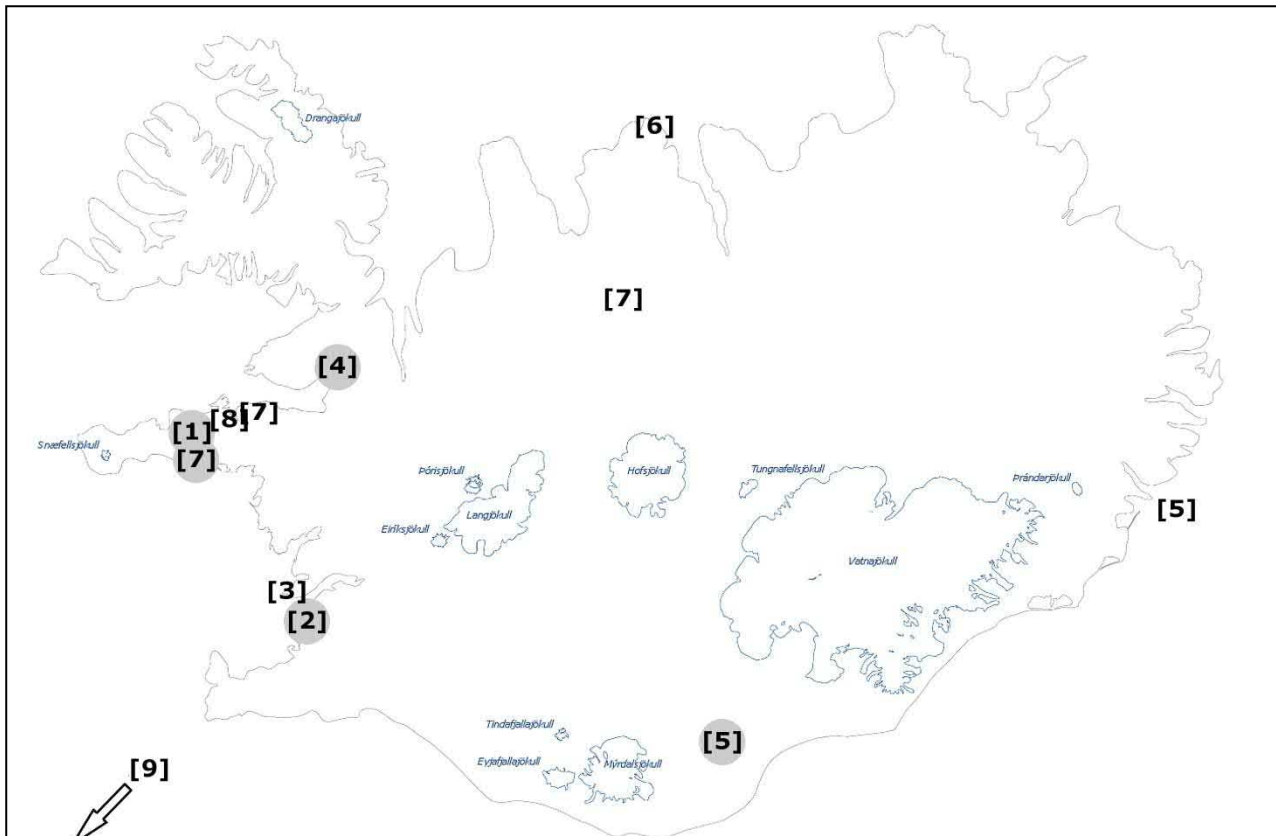 Drangajökull
[6]
[7]
[4]
[8] [7]
[1]
Snæfellsjökull
[7]
Þórisjökull
Hofsjökull
Tungnafellsjökull
Þrándarjökull
Langjökull
[5]
Eiríksjökull
Vatnajökull
[3]
[2]
Tindafjallajökull
[5]
Eyjafjallajökull
Mýrdalsjökull
[9]